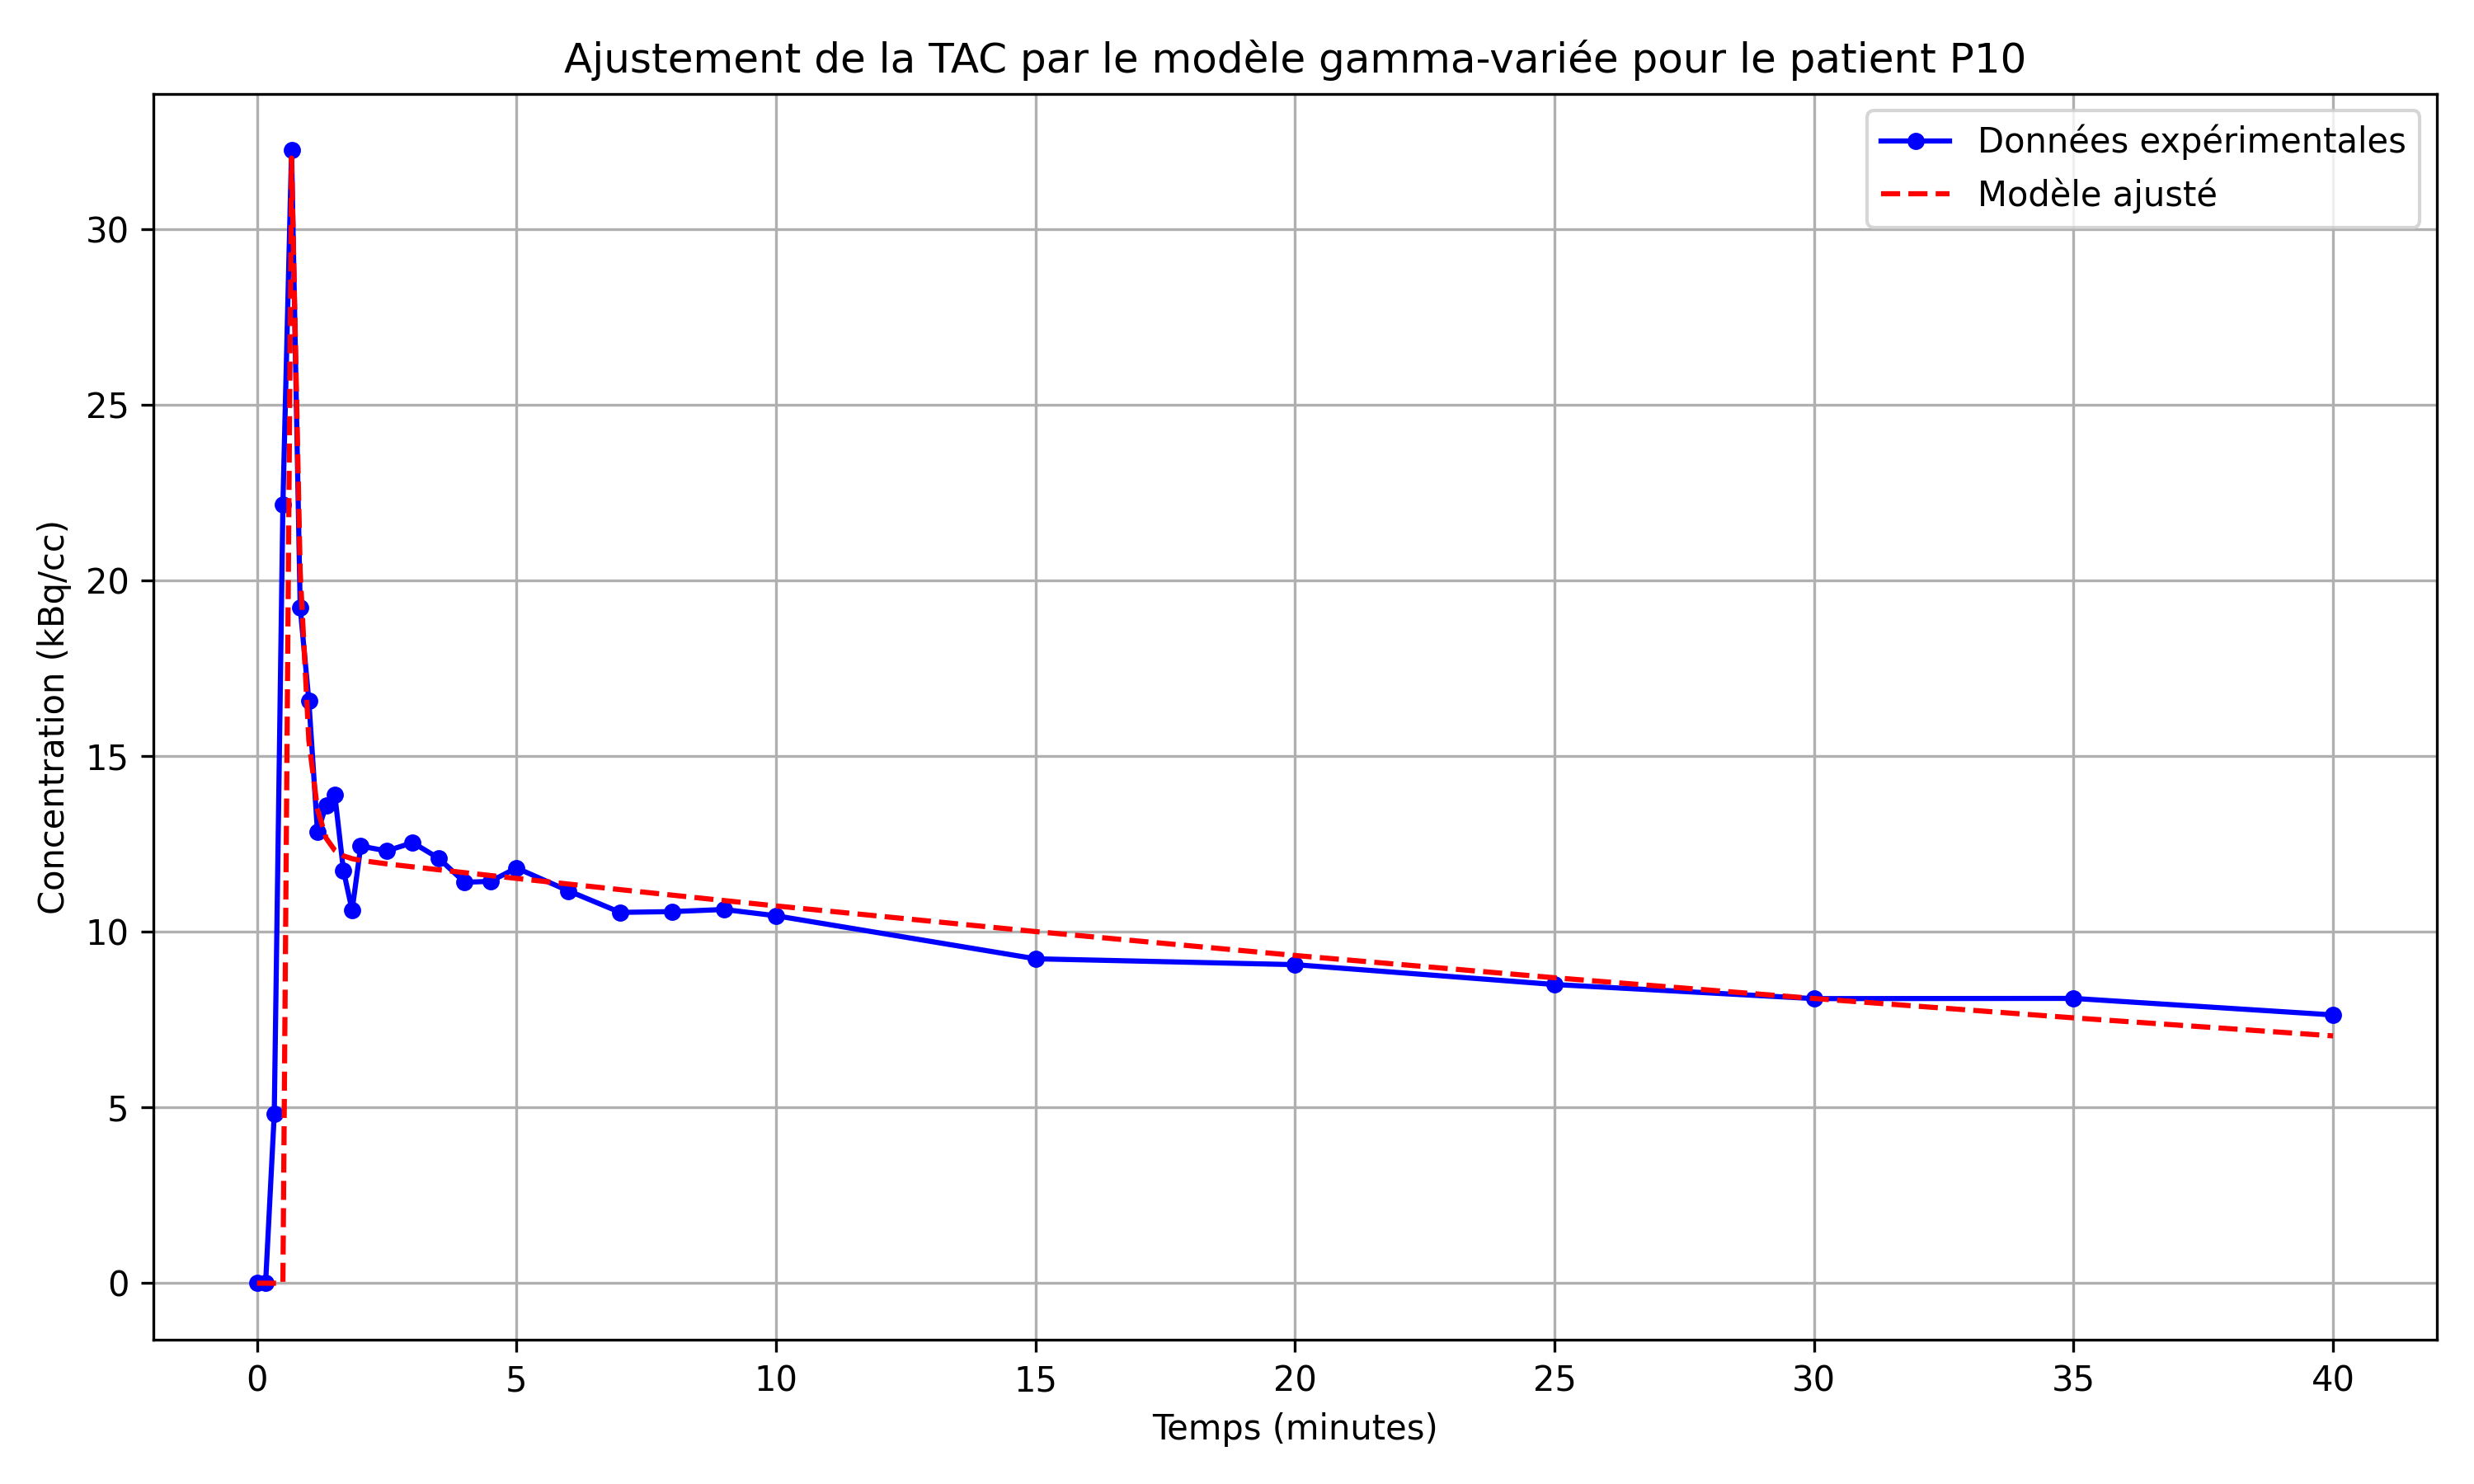 Ajustement de la TAC par le modèle gamma-variée pour le patient P10
Données expérimentales
Modèle ajusté
Concentration (kBq/cc)
30
25
20
15
10
5
0
0 5 10 15 20 25 30 35 40
Temps (minutes)